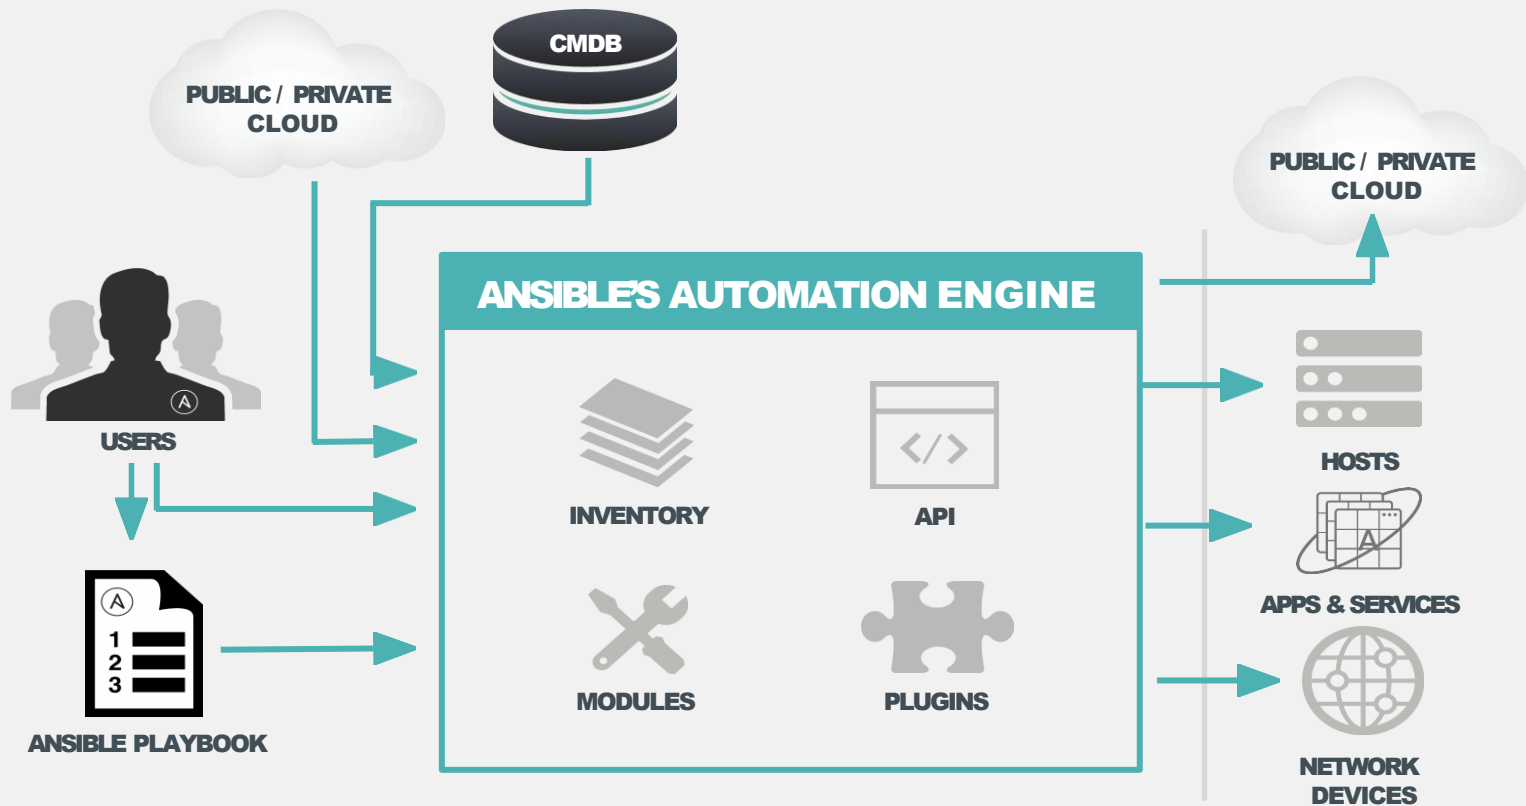 CMDB
PUBLIC / PRIVATE
CLOUD
PUBLIC / PRIVATE
CLOUD
ANSIBLE'S AUTOMATION ENGINE
USERS
A
HOSTS
INVENTORY
API
</>
A
APPS & SERVICES
A
1
2
3
MODULES
PLUGINS
ANSIBLE PLAYBOOK
NETWORK
DEVICES